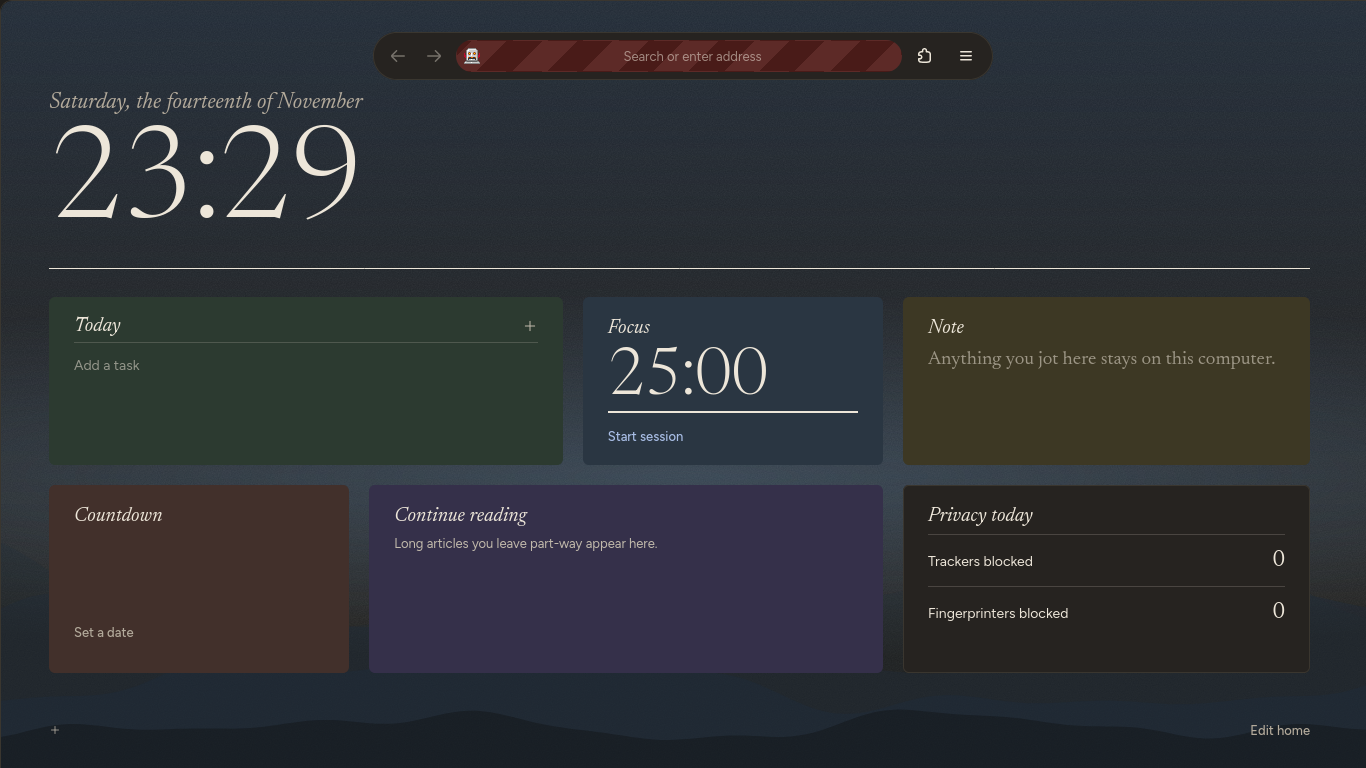 Search or enter address
Saturday, the fourteenth of November
23:29
Today
Add a task
Focus
25:00
Start session
Note
Anything you jot here stays on this computer.
Countdown
Set a date
Continue reading
Long articles you leave part-way appear here.
Privacy today
Trackers blocked 0
Fingerprinters blocked 0
Edit home